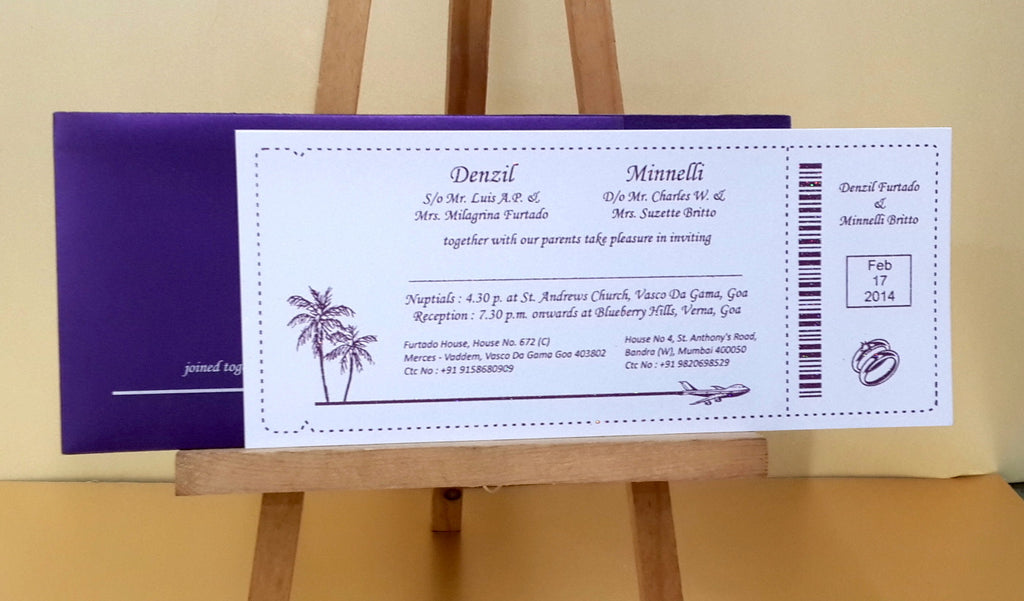 Denzil
S/o Mr. Luis A.P. &
Mrs. Milagrina Furtado
Minnelli
D/o Mr. Charles W. &
Mrs. Suzette Britto
together with our parents take pleasure in inviting
Nuptials : 4.30 p. at St. Andrews Church, Vasco Da Gama, Goa
Reception : 7.30 p.m. onwards at Blueberry Hills, Verna, Goa
Furtado House, House No. 672 (C)
Merces - Vaddem, Vasco Da Gama Goa 403802
Ctc No : +91 9158680909
House No 4, St. Anthony's Road,
Bandra (W), Mumbai 400050
Ctc No : +91 9820698529
Denzil Furtado
&
Minnelli Britto
Feb
17
2014
joined tog